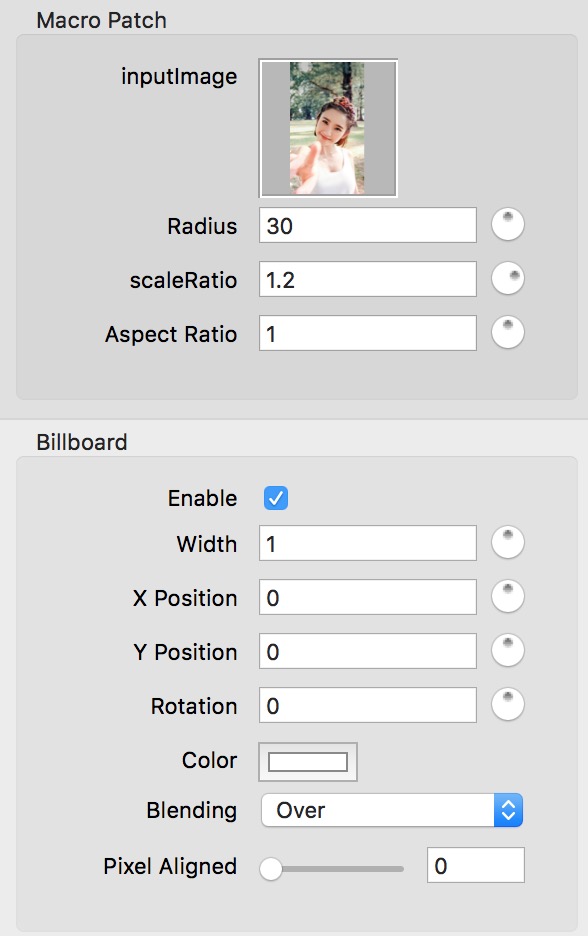 Macro Patch
inputImage
Radius 30
scaleRatio 1.2
Aspect Ratio 1
Billboard
Enable
Width 1
X Position 0
Y Position 0
Rotation 0
Color
Blending Over
Pixel Aligned 0